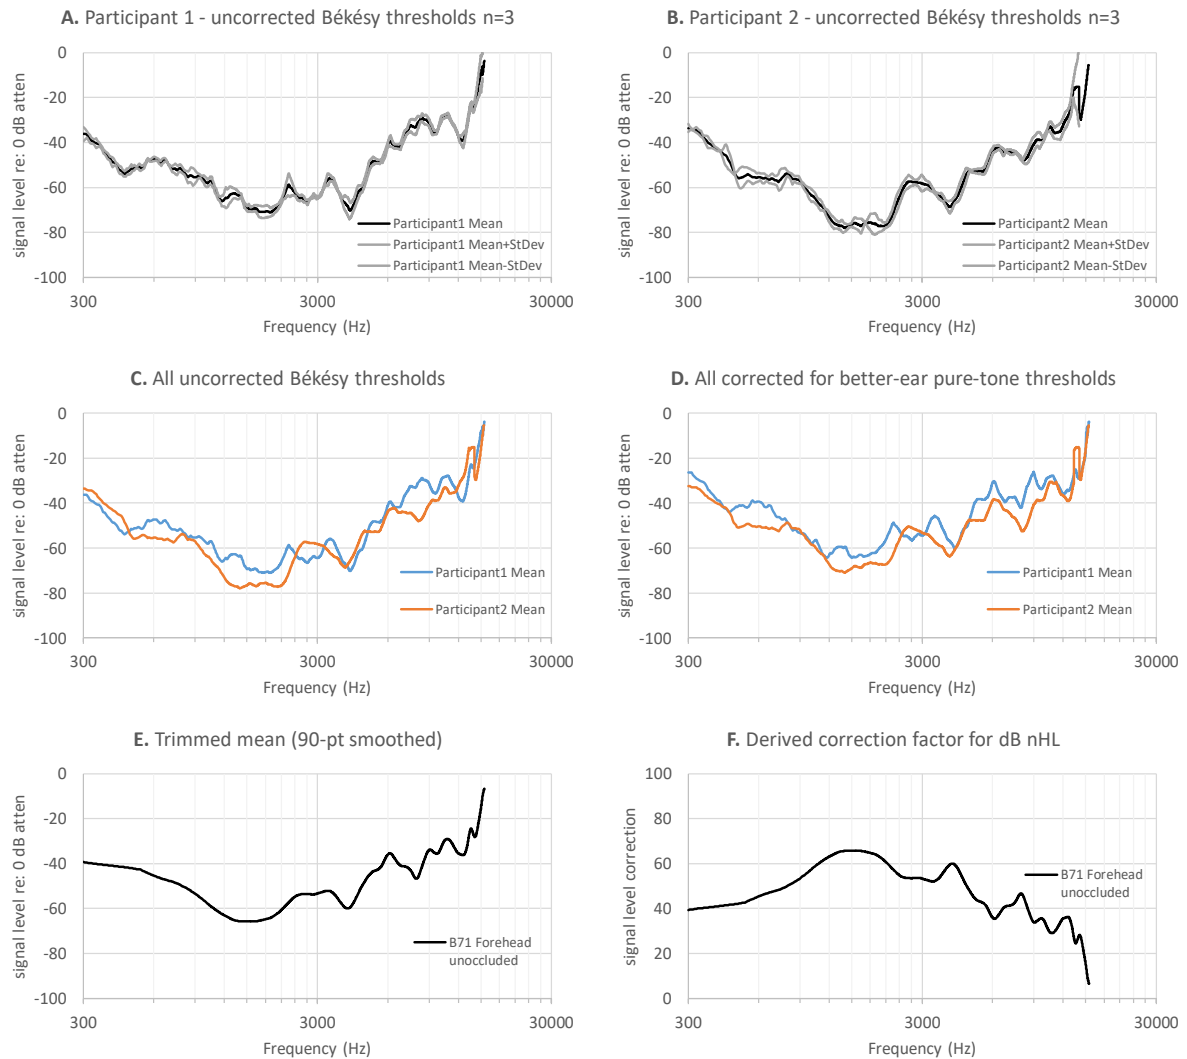 A. Participant 1 - uncorrected Békésy thresholds n=3
signal level re: 0 dB atten
0
-20
-40
-60
-80
-100
Participant1 Mean
Participant1 Mean+StDev
Participant1 Mean-StDev
300
3000
30000
Frequency (Hz)
B. Participant 2 - uncorrected Békésy thresholds n=3
signal level re: 0 dB atten
0
-20
-40
-60
-80
-100
Participant2 Mean
Participant2 Mean+StDev
Participant2 Mean-StDev
300
3000
30000
Frequency (Hz)
C. All uncorrected Békésy thresholds
signal level re: 0 dB atten
0
-20
-40
-60
-80
-100
Participant1 Mean
Participant2 Mean
300
3000
30000
Frequency (Hz)
D. All corrected for better-ear pure-tone thresholds
signal level re: 0 dB atten
0
-20
-40
-60
-80
-100
Participant1 Mean
Participant2 Mean
300
3000
30000
Frequency (Hz)
E. Trimmed mean (90-pt smoothed)
signal level re: 0 dB atten
0
-20
-40
-60
-80
-100
B71 Forehead
unoccluded
300
3000
30000
Frequency (Hz)
F. Derived correction factor for dB nHL
signal level correction
100
80
60
40
20
0
B71 Forehead
unoccluded
300
3000
30000
Frequency (Hz)